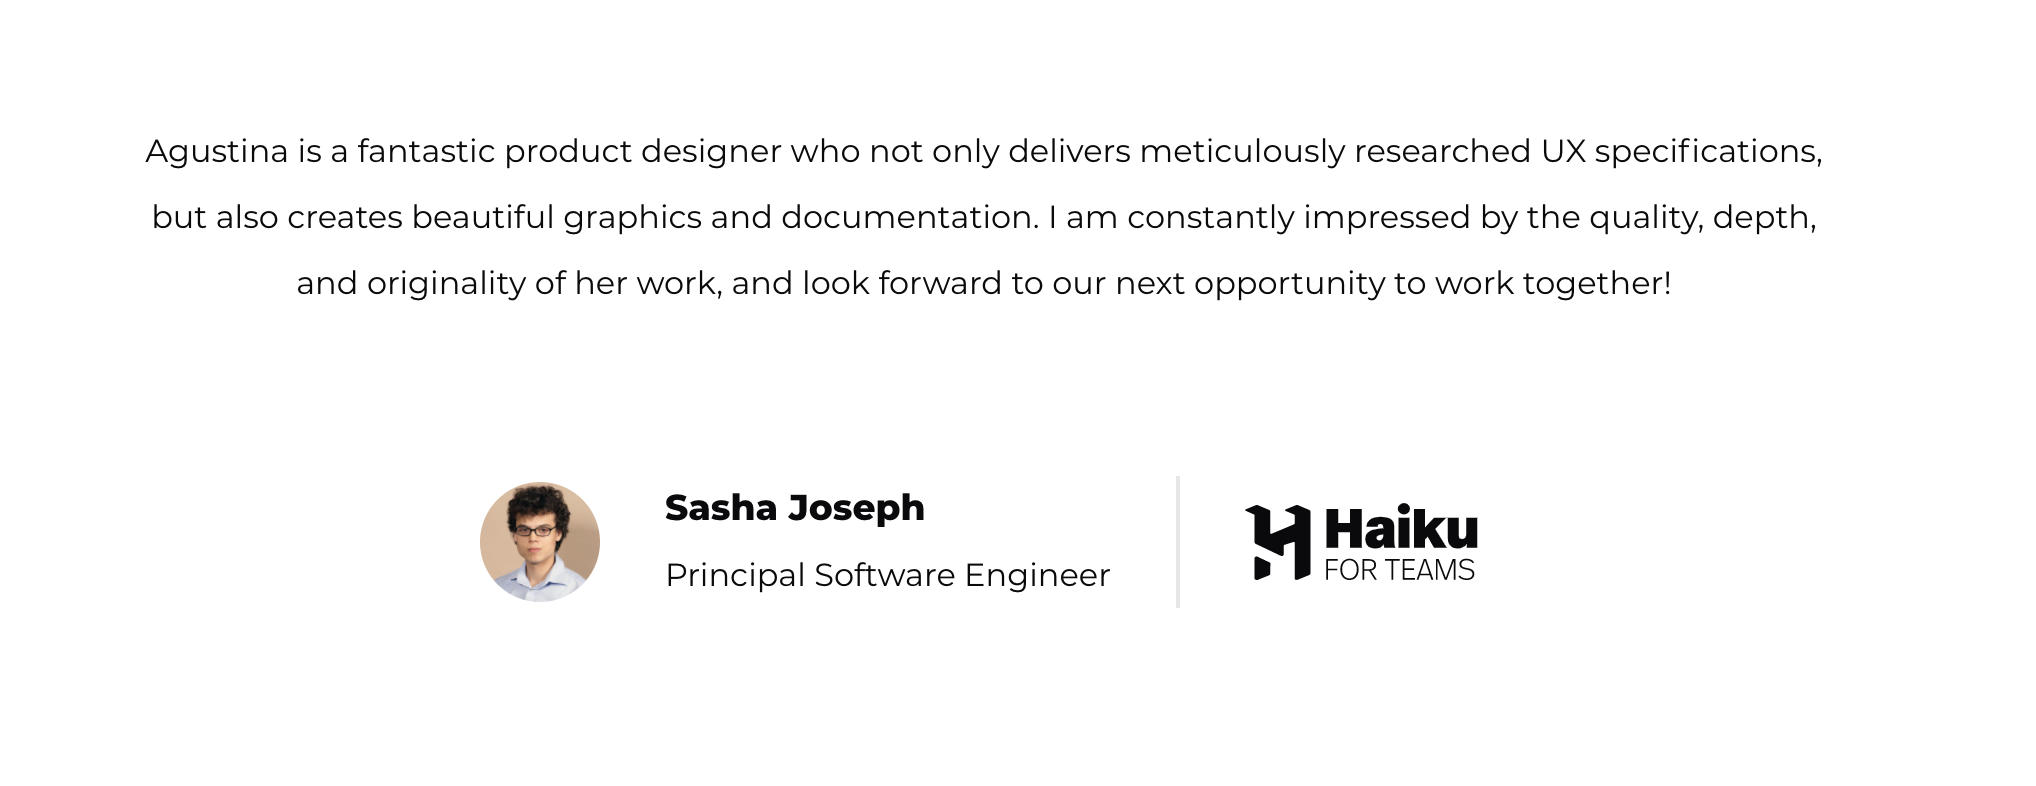 Agustina is a fantastic product designer who not only delivers meticulously researched UX specifications,
but also creates beautiful graphics and documentation. I am constantly impressed by the quality, depth,
and originality of her work, and look forward to our next opportunity to work together!
Sasha Joseph
Principal Software Engineer
Haiku
FOR TEAMS